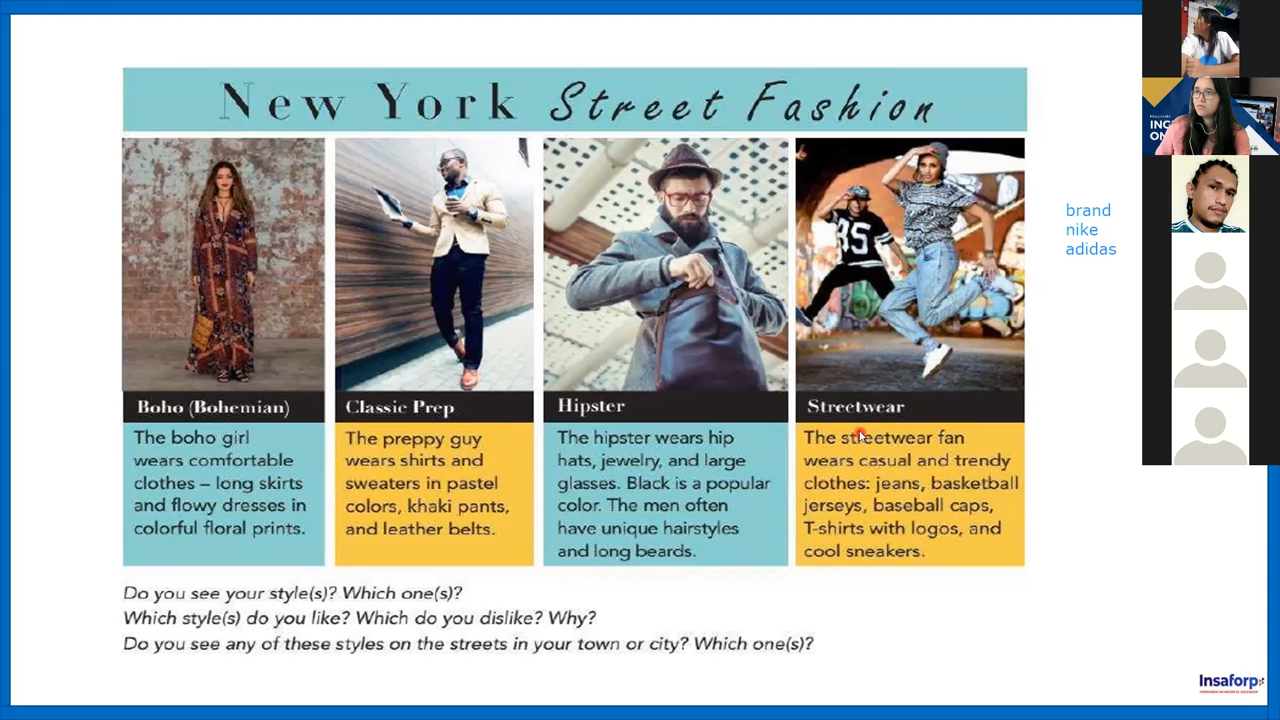 New York Street Fashion
Boho (Bohemian)
The boho girl
wears comfortable
clothes – long skirts
and flowy dresses in
colorful floral prints.
Classic Prep
The preppy guy
wears shirts and
sweaters in pastel
colors, khaki pants,
and leather belts.
Hipster
The hipster wears hip
hats, jewelry, and large
glasses. Black is a popular
color. The men often
have unique hairstyles
and long beards.
85
Streetwear
The streetwear fan
wears casual and trendy
clothes: jeans, basketball
jerseys, baseball caps,
T-shirts with logos, and
cool sneakers.
Do you see your style(s)? Which one(s)?
Which style(s) do you like? Which do you dislike? Why?
Do you see any of these styles on the streets in your town or city? Which one(s)?
brand
nike
adidas
Insaforp